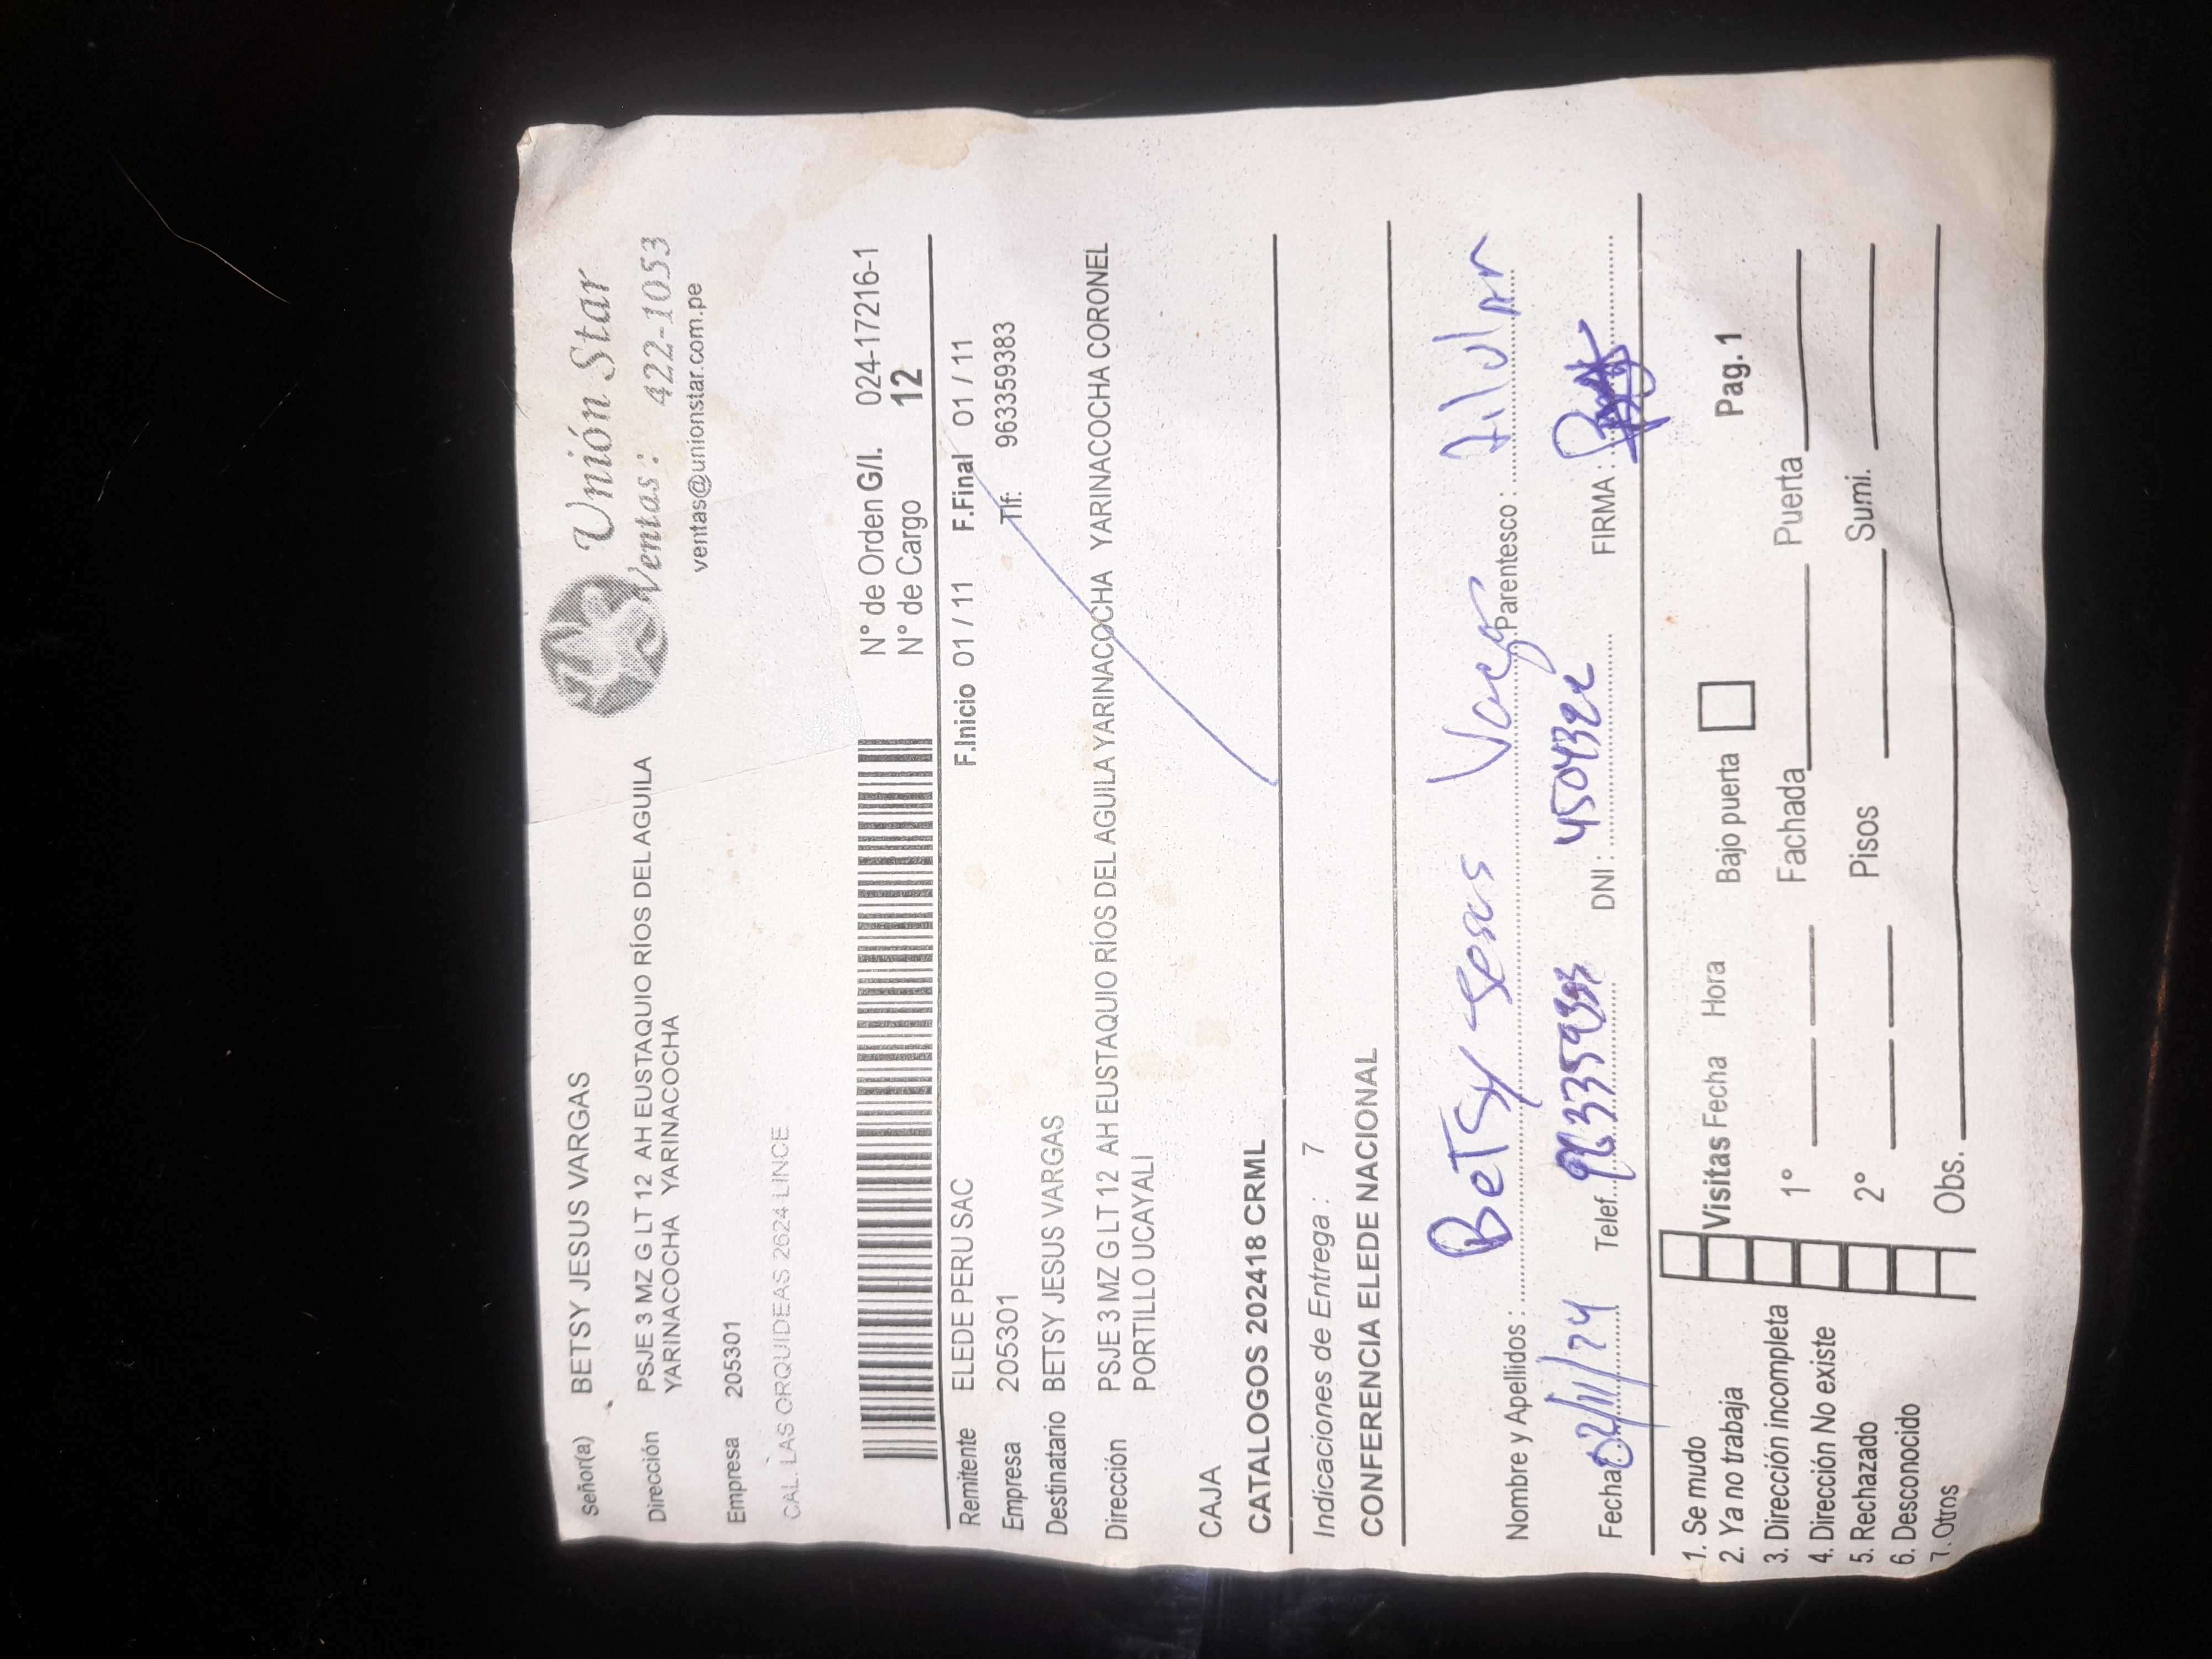 Unión Star
Ventas : 422-1053
ventas@unionstar.com.pe
Señor(a) BETSY JESUS VARGAS
Dirección PSJE 3 MZ G LT 12 AH EUSTAQUIO RÍOS DEL AGUILA
YARINACOCHA YARINACOCHA
Empresa 205301
CAL. LAS ORQUIDEAS 2624 LINCE
N° de Orden G/I. 024-17216-1
N° de Cargo 12
F.Inicio 01 / 11 F.Final 01 / 11
Remitente ELEDE PERU SAC
Empresa 205301 Tlf: 963359383
Destinatario BETSY JESUS VARGAS
Dirección PSJE 3 MZ G LT 12 AH EUSTAQUIO RÍOS DEL AGUILA YARINACOCHA YARINACOCHA CORONEL
PORTILLO UCAYALI
CAJA
CATALOGOS 202418 CRML
Indicaciones de Entrega : 7
CONFERENCIA ELEDE NACIONAL
Nombre y Apellidos : BeTSy Jesus Parentesco :
Fecha 02/11/24 Telef. DNI : FIRMA :
1. Se mudo
2. Ya no trabaja
3. Dirección incompleta
4. Dirección No existe
5. Rechazado
6. Desconocido
7. Otros
Visitas Fecha Hora Bajo puerta Pag. 1
1° Fachada Puerta
2° Pisos Sumi.
Obs.